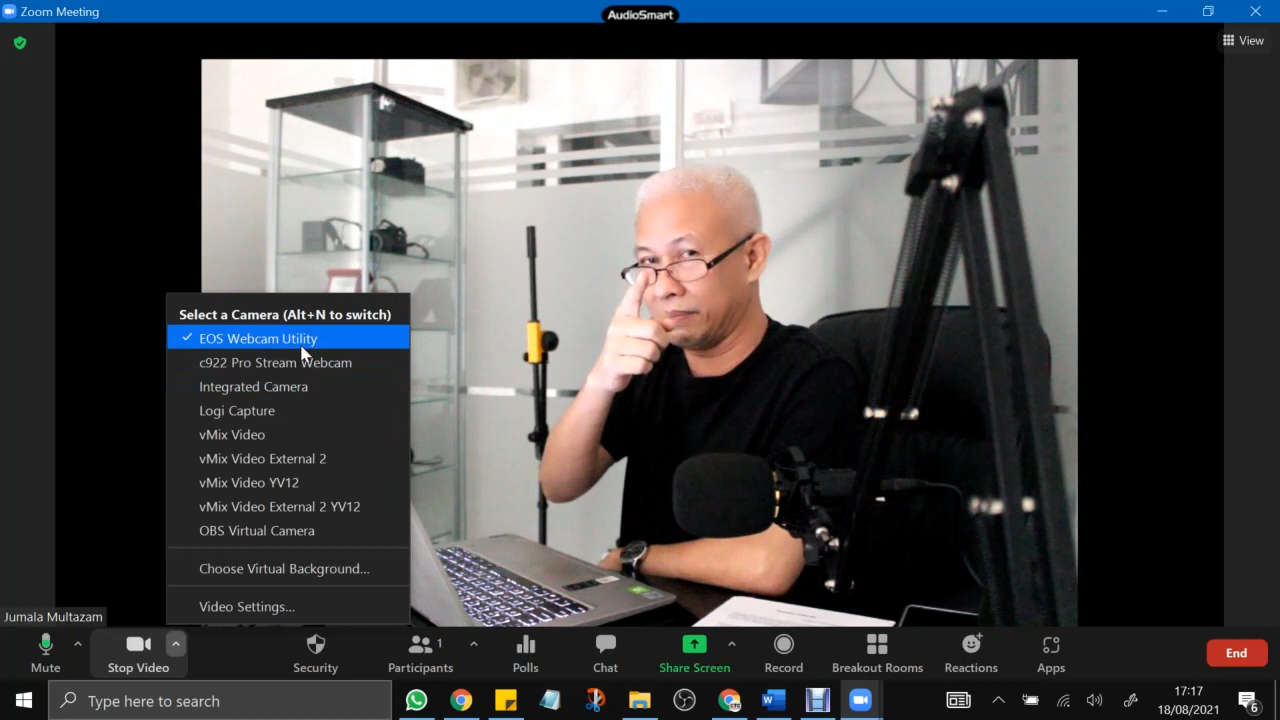 Zoom Meeting
AudioSmart
View
Select a Camera (Alt+N to switch)
EOS Webcam Utility
c922 Pro Stream Webcam
Integrated Camera
Logi Capture
vMix Video
vMix Video External 2
vMix Video YV12
vMix Video External 2 YV12
OBS Virtual Camera
Choose Virtual Background...
Video Settings...
Jumala Multazam
1
Mute
Stop Video
Security
Participants
Polls
Chat
Share Screen
Record
Breakout Rooms
Reactions
Apps
End
Type here to search
17:17
18/08/2021
6